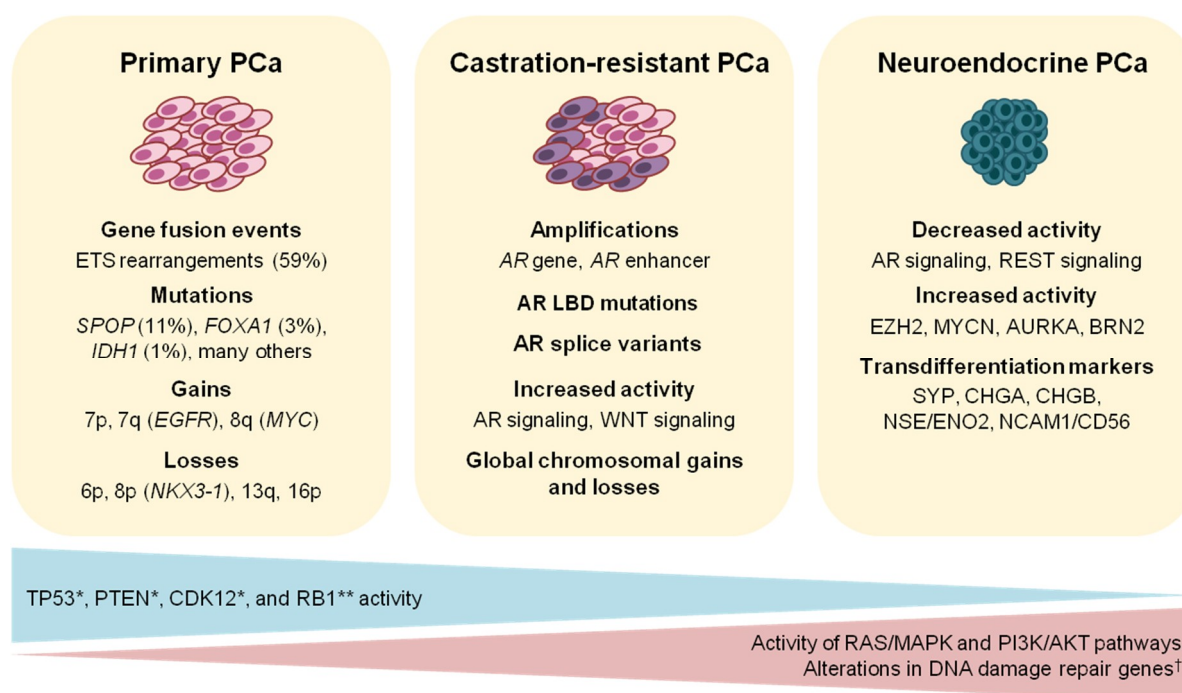 Primary PCa
Gene fusion events
ETS rearrangements (59%)
Mutations
SPOP (11%), FOXA1 (3%),
IDH1 (1%), many others
Gains
7p, 7q (EGFR), 8q (MYC)
Losses
6p, 8p (NKX3-1), 13q, 16p
Castration-resistant PCa
Amplifications
AR gene, AR enhancer
AR LBD mutations
AR splice variants
Increased activity
AR signaling, WNT signaling
Global chromosomal gains
and losses
Neuroendocrine PCa
Decreased activity
AR signaling, REST signaling
Increased activity
EZH2, MYCN, AURKA, BRN2
Transdifferentiation markers
SYP, CHGA, CHGB,
NSE/ENO2, NCAM1/CD56
TP53*, PTEN*, CDK12*, and RB1** activity
Activity of RAS/MAPK and PI3K/AKT pathways
Alterations in DNA damage repair genes†